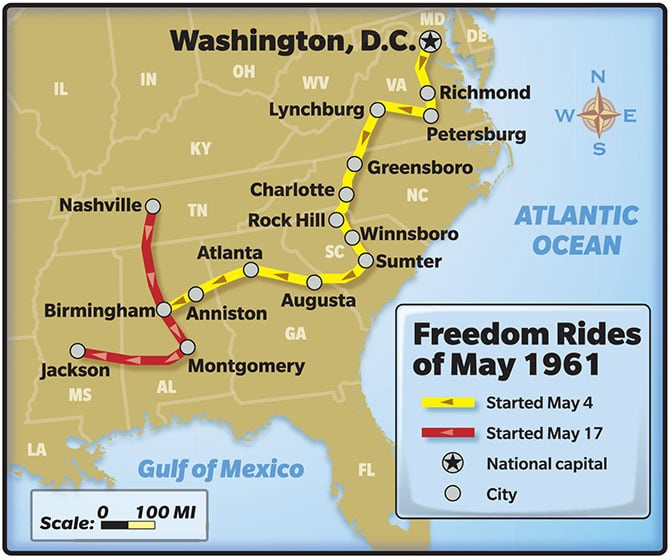 MD
Washington, D.C.
DE
OH
IL
IN
WV
VA
Richmond
Lynchburg
Petersburg
N
W E
S
KY
Greensboro
Charlotte
NC
Nashville
TN
Rock Hill
Winnsboro
ATLANTIC
OCEAN
Atlanta
SC
Sumter
Augusta
Birmingham
Anniston
GA
Jackson
Montgomery
MS
AL
LA
Gulf of Mexico
FL
Freedom Rides
of May 1961
Started May 4
Started May 17
National capital
City
0 100 MI
Scale: